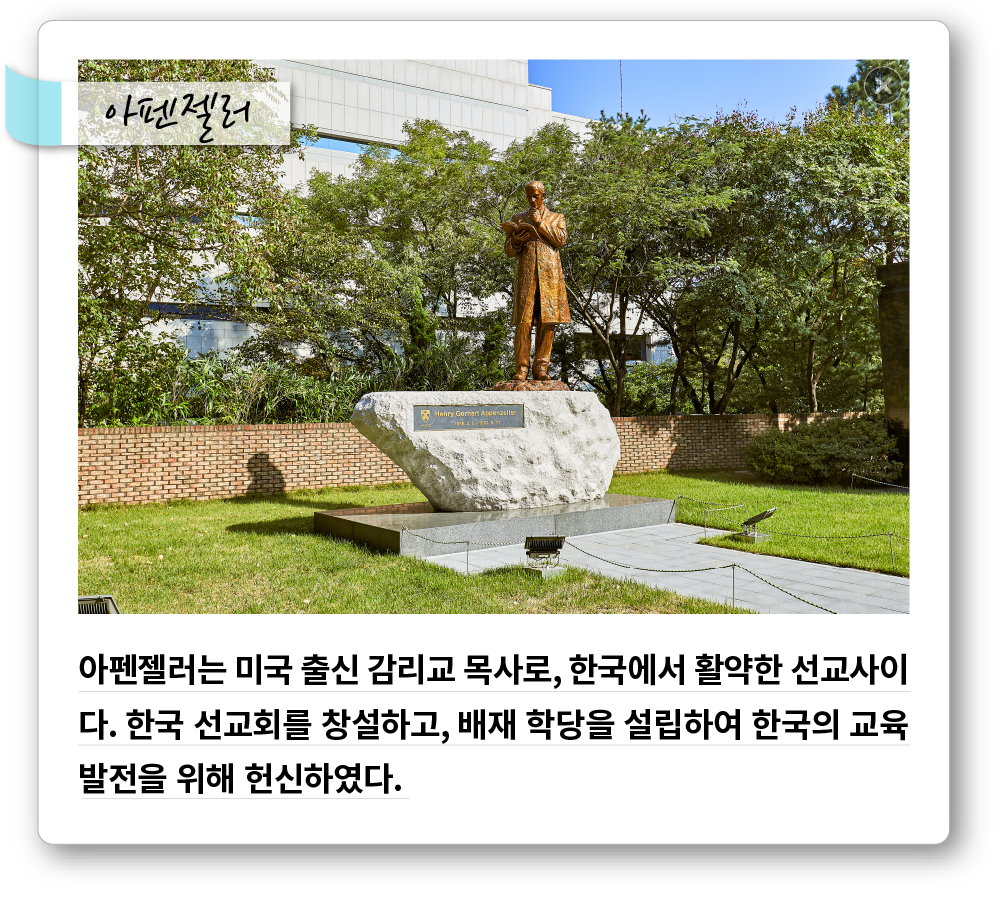 아펜젤러
Henry Gerhart Appenzeller
아펜젤러는 미국 출신 감리교 목사로, 한국에서 활약한 선교사이
다. 한국 선교회를 창설하고, 배재 학당을 설립하여 한국의 교육
발전을 위해 헌신하였다.